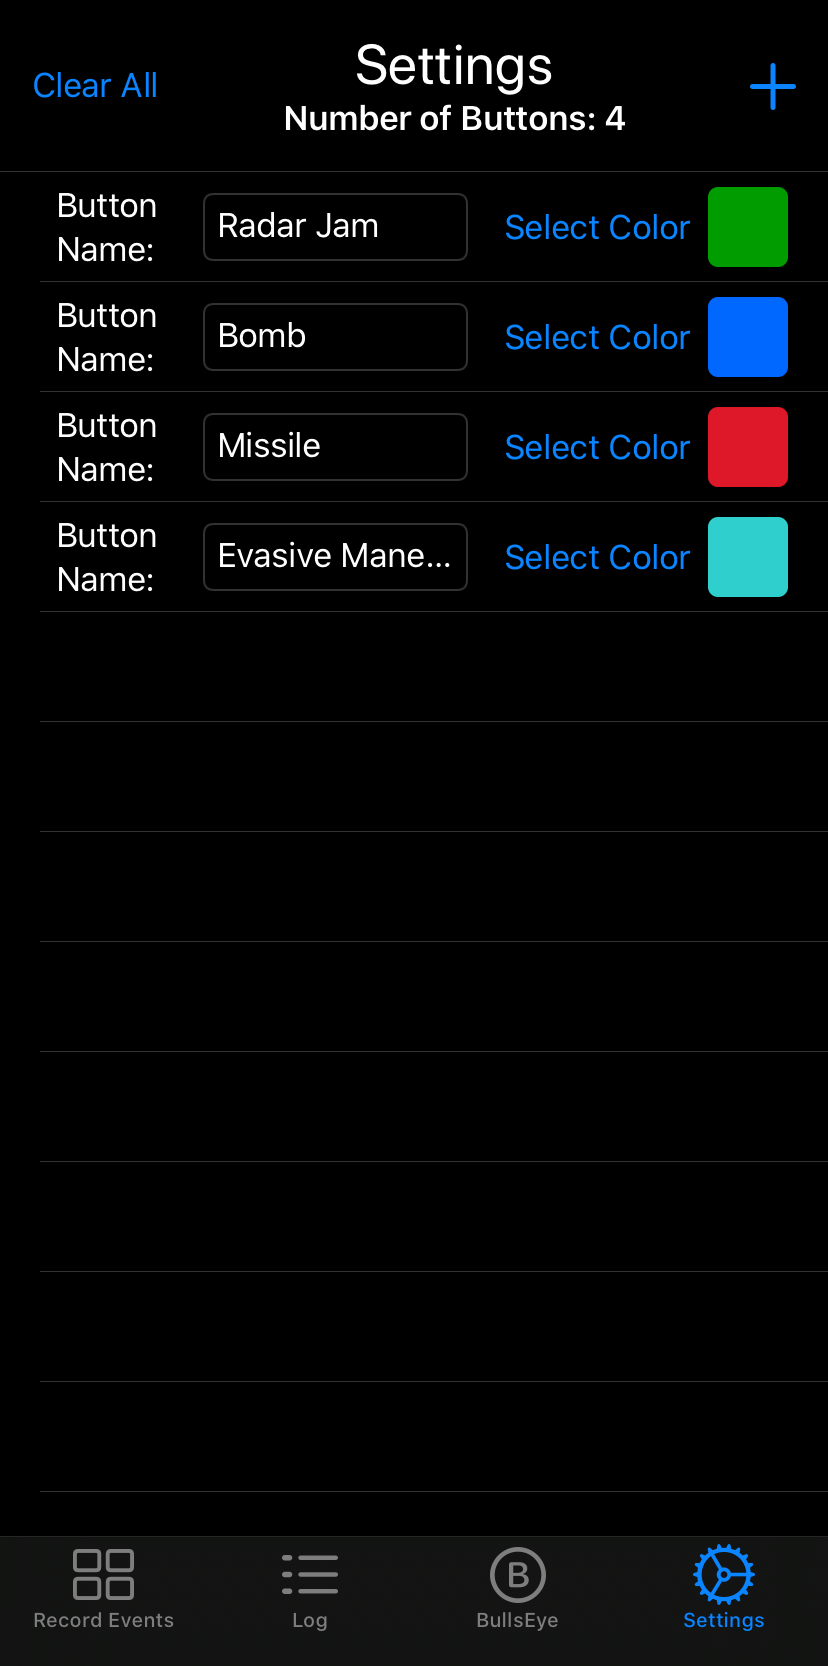 Clear All
Settings
Number of Buttons: 4
Button
Name:
Radar Jam
Select Color
Button
Name:
Bomb
Select Color
Button
Name:
Missile
Select Color
Button
Name:
Evasive Mane...
Select Color
Record Events
Log
B
BullsEye
Settings